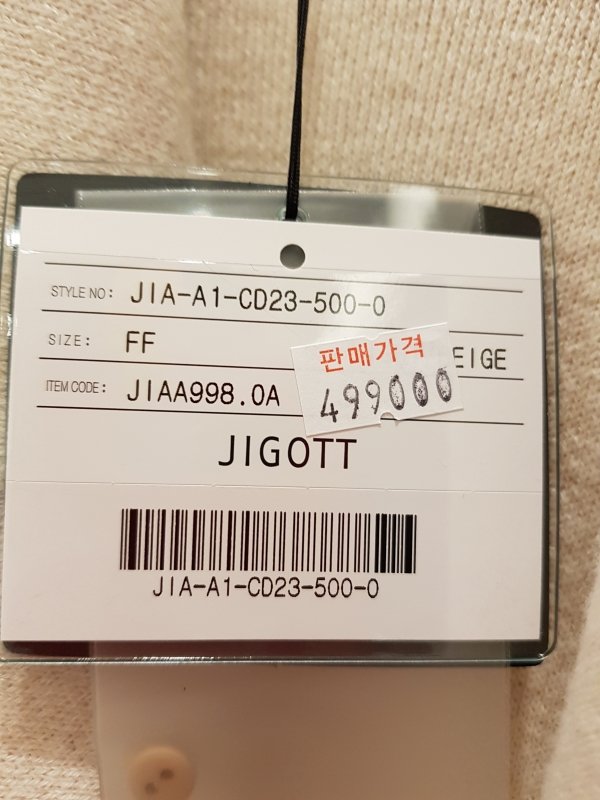 STYLE NO: JIA-A1-CD23-500-0
SIZE: FF EIGE
판매가격
ITEM CODE: JIAA998.0A
499000
JIGOTT
JIA-A1-CD23-500-0